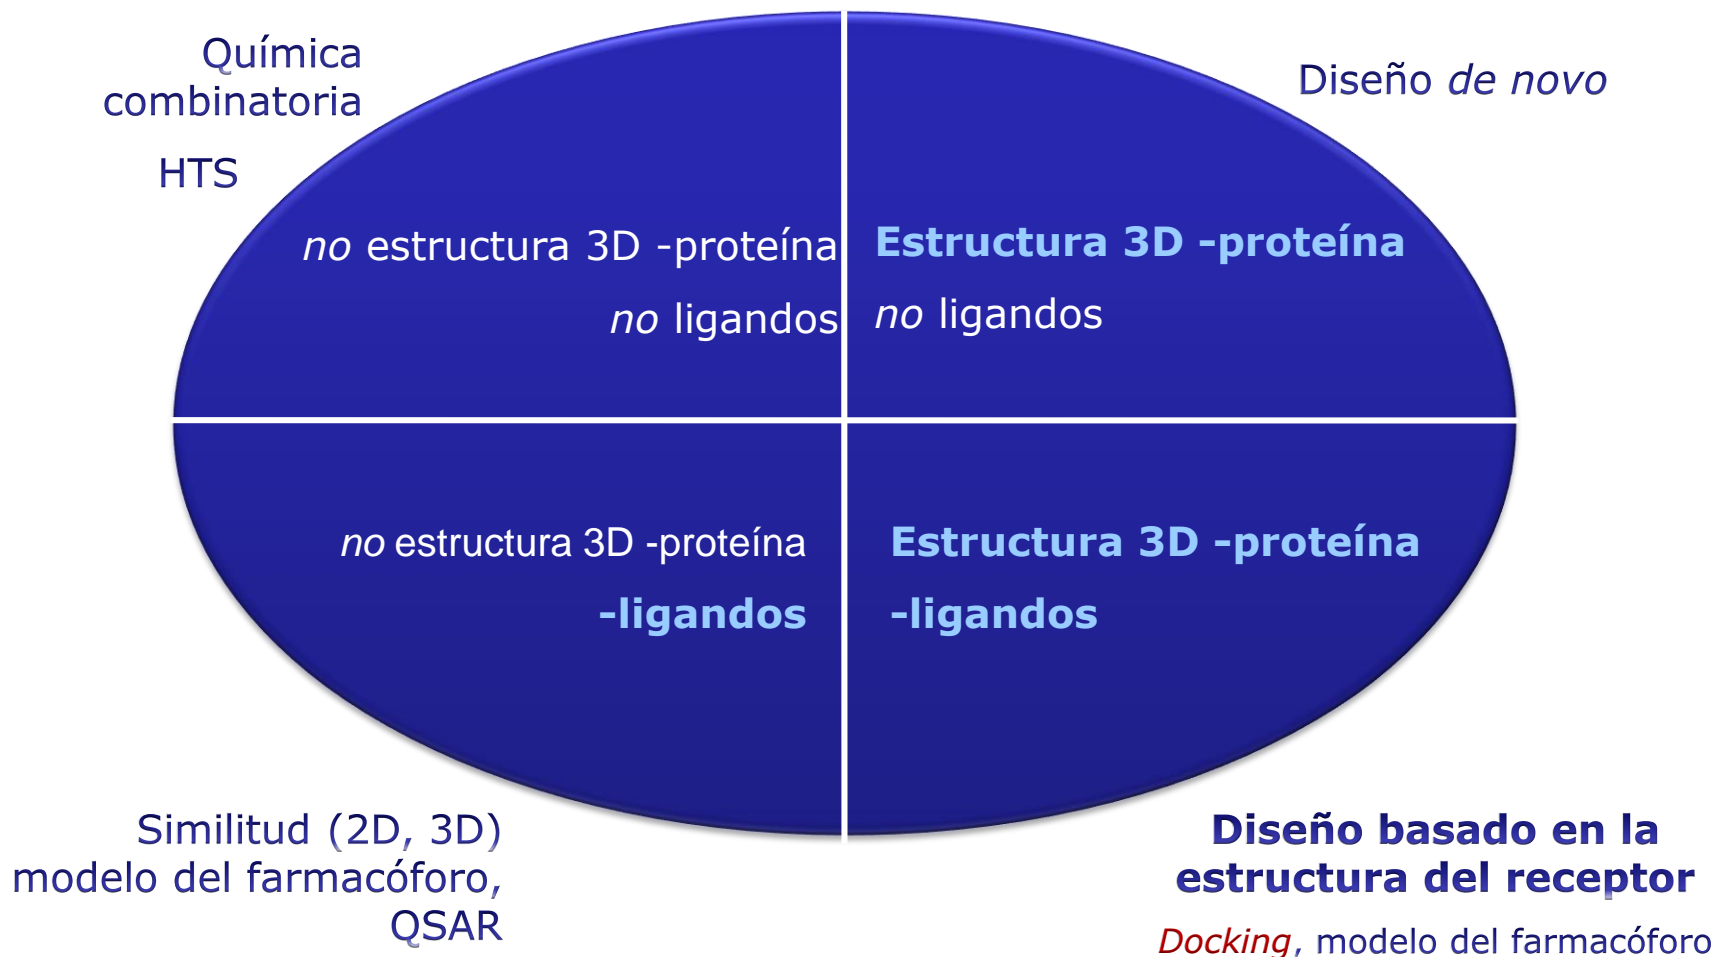 Química
combinatoria
HTS
Diseño de novo
no estructura 3D -proteína
no ligandos
Estructura 3D -proteína
no ligandos
no estructura 3D -proteína
-ligandos
Estructura 3D -proteína
-ligandos
Similitud (2D, 3D)
modelo del farmacóforo,
QSAR
Diseño basado en la
estructura del receptor
Docking, modelo del farmacóforo